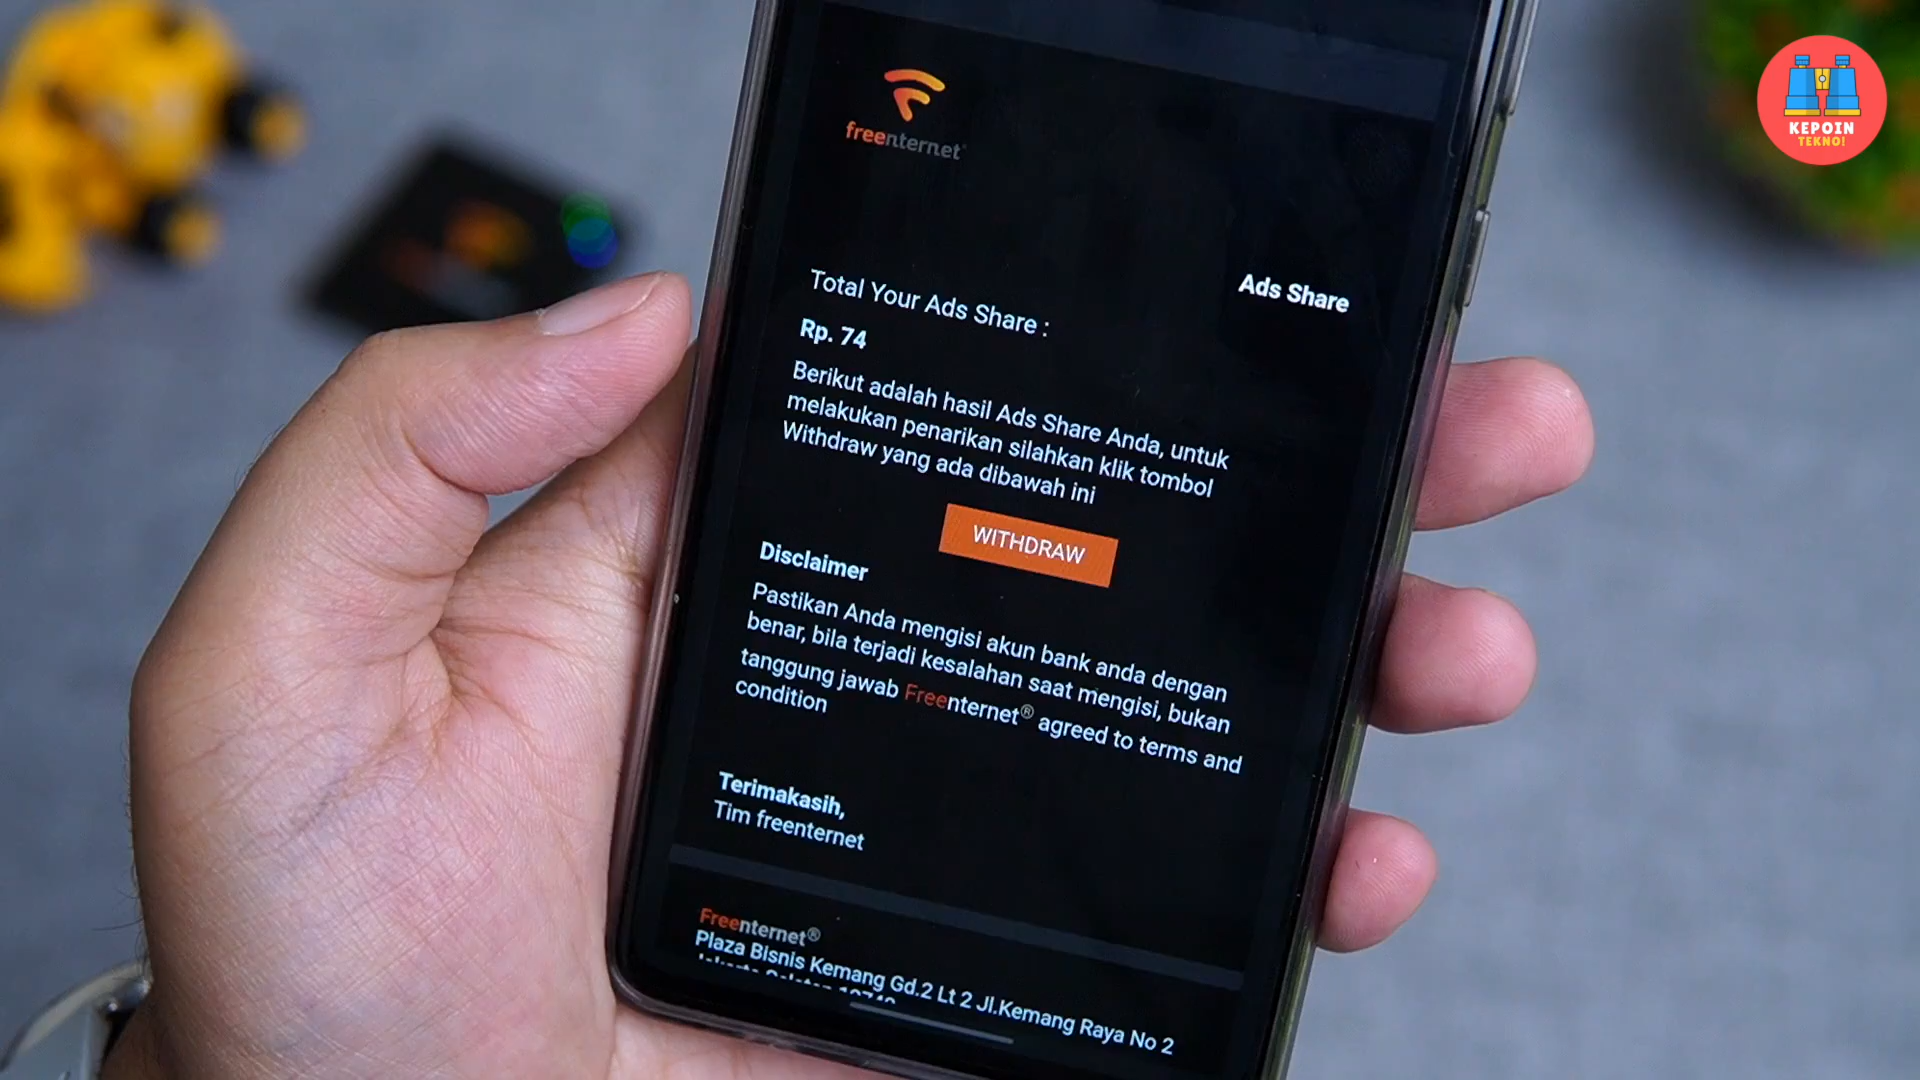 KEPOIN
TEKNO!
freenternet
Ads Share
Total Your Ads Share :
Rp. 74
Berikut adalah hasil Ads Share Anda, untuk
melakukan penarikan silahkan klik tombol
Withdraw yang ada dibawah ini
WITHDRAW
Disclaimer
Pastikan Anda mengisi akun bank anda dengan
benar, bila terjadi kesalahan saat mengisi, bukan
tanggung jawab Freenternet® agreed to terms and
condition
Terimakasih,
Tim freenternet
Freenternet®
Plaza Bisnis Kemang Gd.2 Lt 2 Jl.Kemang Raya No 2